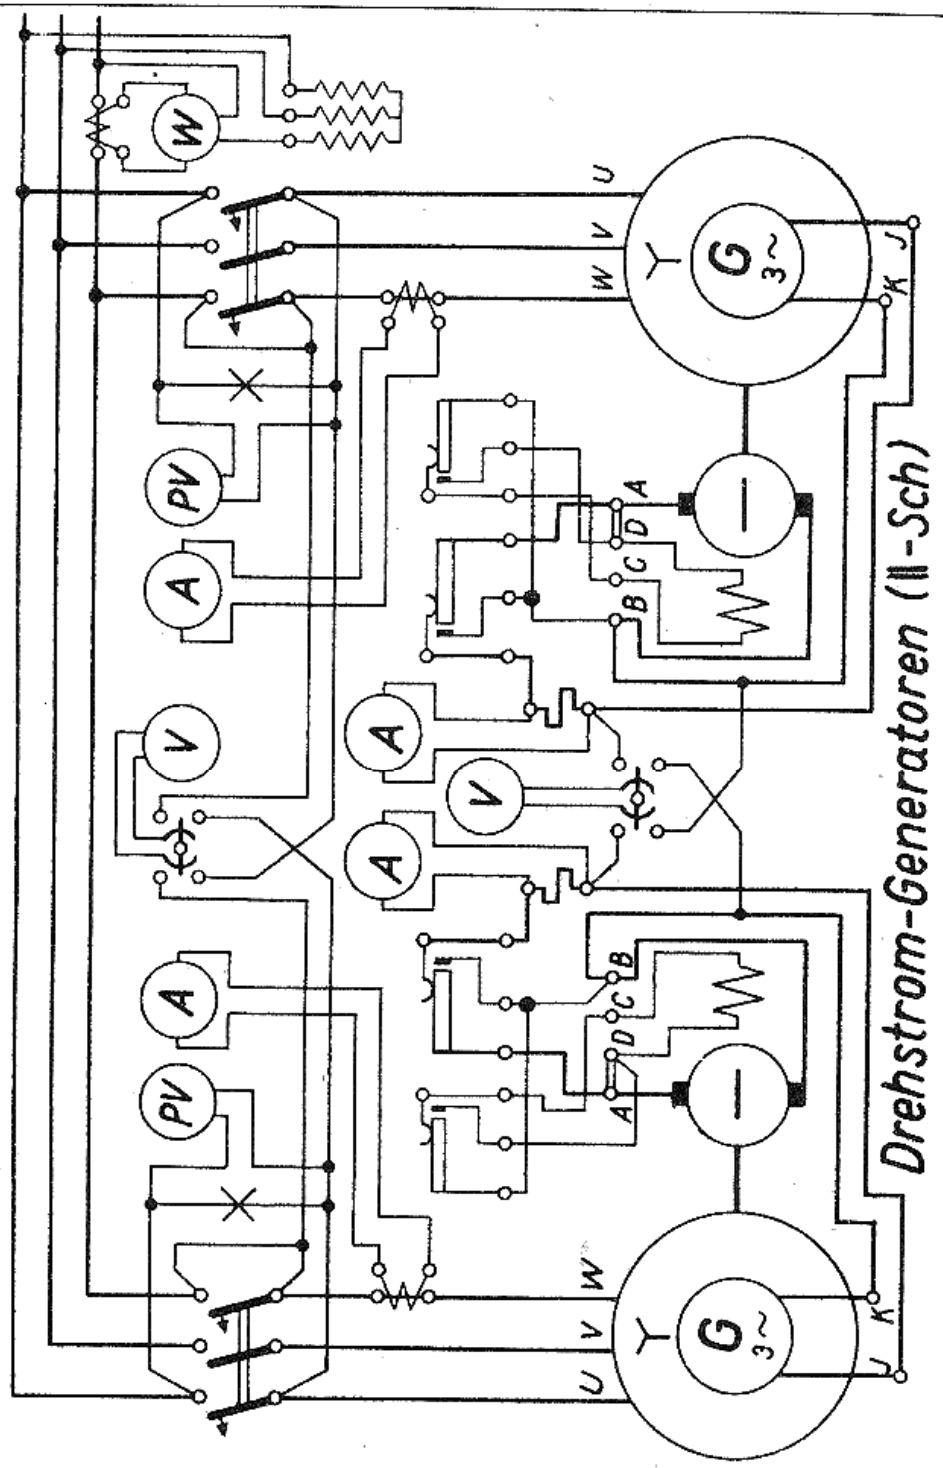 PV A V A PV W
A A
V
U V W W V U
A D C B B C D A
G G
3~ 3~
J K K J
Drehstrom-Generatoren (II-Sch)